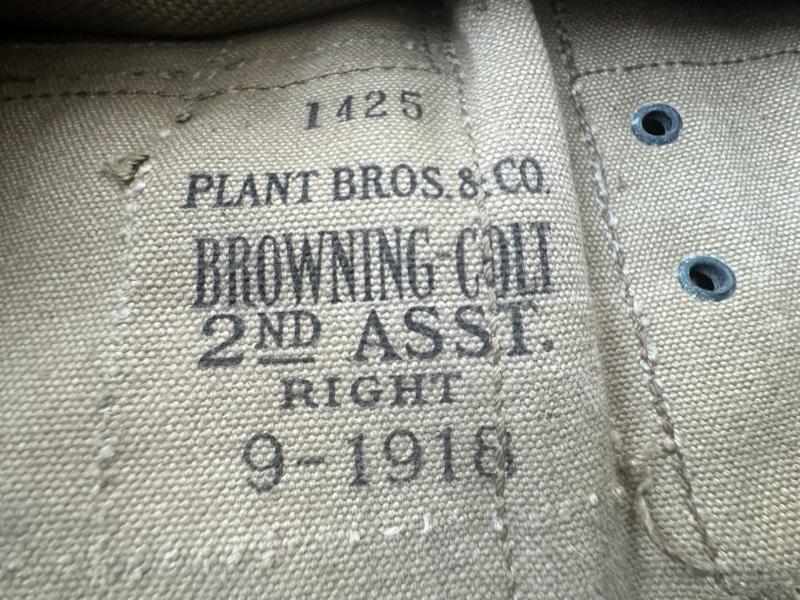 1425
PLANT BROS. & CO.
BROWNING-COLT
2ND ASST.
RIGHT
9-1918